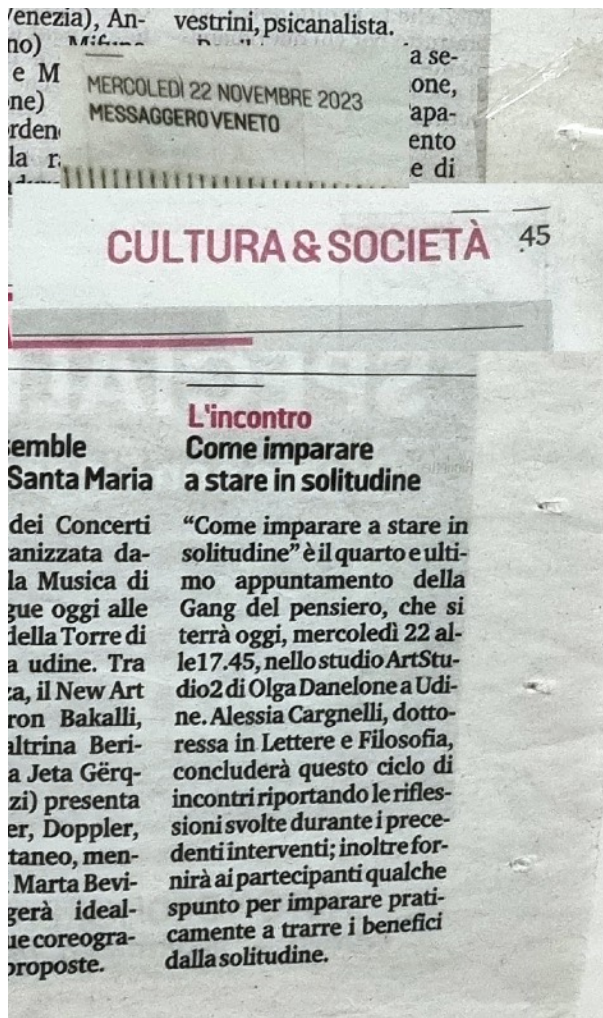 vestrini, psicanalista.
a se-
one,
ento
e di
MERCOLEDÌ 22 NOVEMBRE 2023
MESSAGGERO VENETO
CULTURA & SOCIETÀ 45
semble
Santa Maria
dei Concerti
anizzata da-
la Musica di
gue oggi alle
della Torre di
a udine. Tra
za, il New Art
ron Bakalli,
altrina Beri-
a Jeta Gërq-
zi) presenta
er, Doppler,
taneo, men-
Marta Bevi-
gerà ideal-
ue coreogra-
proposte.
L'incontro
Come imparare
a stare in solitudine
“Come imparare a stare in
solitudine” è il quarto e ulti-
mo appuntamento della
Gang del pensiero, che si
terrà oggi, mercoledì 22 al-
le 17.45, nello studio ArtStu-
dio2 di Olga Danelone a Udi-
ne. Alessia Cargnelli, dotto-
ressa in Lettere e Filosofia,
concluderà questo ciclo di
incontri riportando le rifles-
sioni svolte durante i prece-
denti interventi; inoltre for-
nirà ai partecipanti qualche
spunto per imparare prati-
camente a trarre i benefici
dalla solitudine.